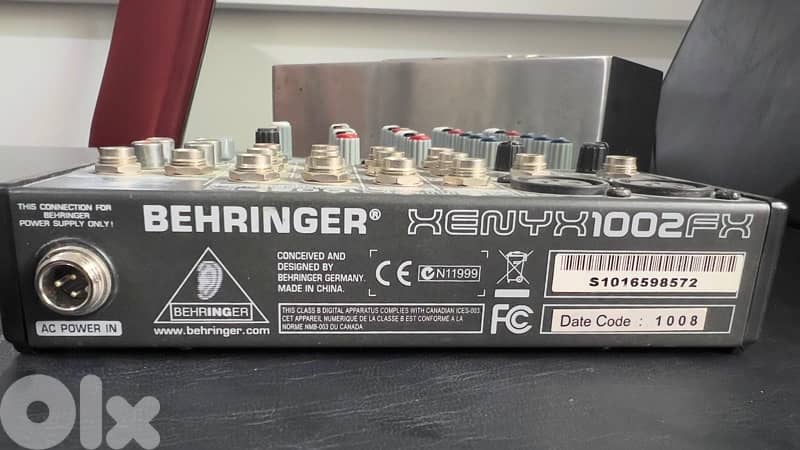 THIS CONNECTION FOR
BEHRINGER
POWER SUPPLY ONLY!
AC POWER IN
BEHRINGER®
XENYX1002FX
BEHRINGER
www.behringer.com
CONCEIVED AND
DESIGNED BY
BEHRINGER GERMANY.
MADE IN CHINA.
CE
N11999
THIS CLASS B DIGITAL APPARATUS COMPLIES WITH CANADIAN ICES-003.
CET APPAREIL NUMERIQUE DE LA CLASSE B EST CONFORME A LA
NORME NMB-003 DU CANADA
FC
S1016598572
Date Code : 1008
Olx